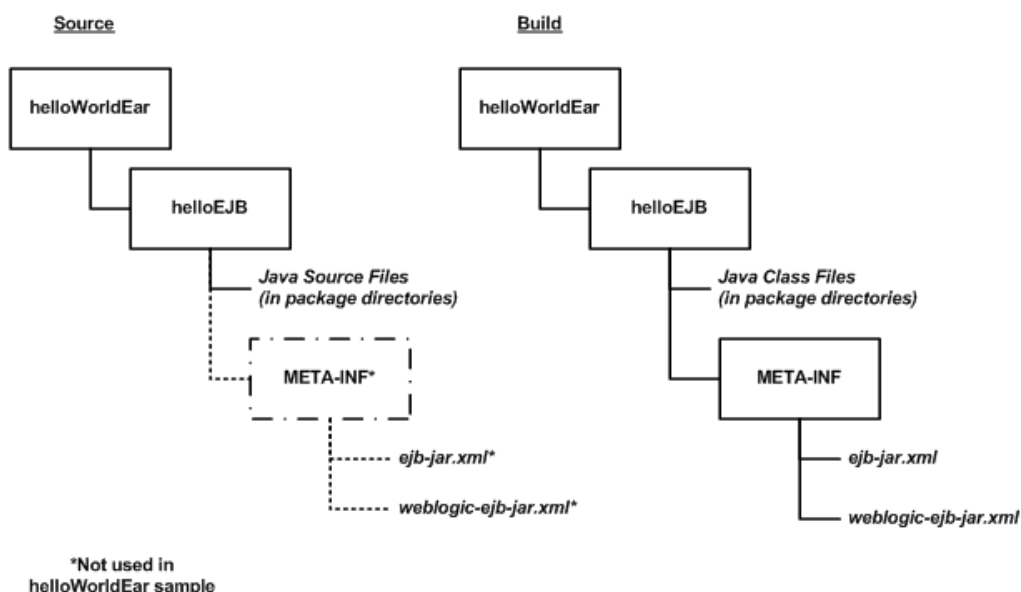 Source
helloWorldEar
helloEJB
Java Source Files
(in package directories)
META-INF*
ejb-jar.xml*
weblogic-ejb-jar.xml*
*Not used in
helloWorldEar sample
Build
helloWorldEar
helloEJB
Java Class Files
(in package directories)
META-INF
ejb-jar.xml
weblogic-ejb-jar.xml